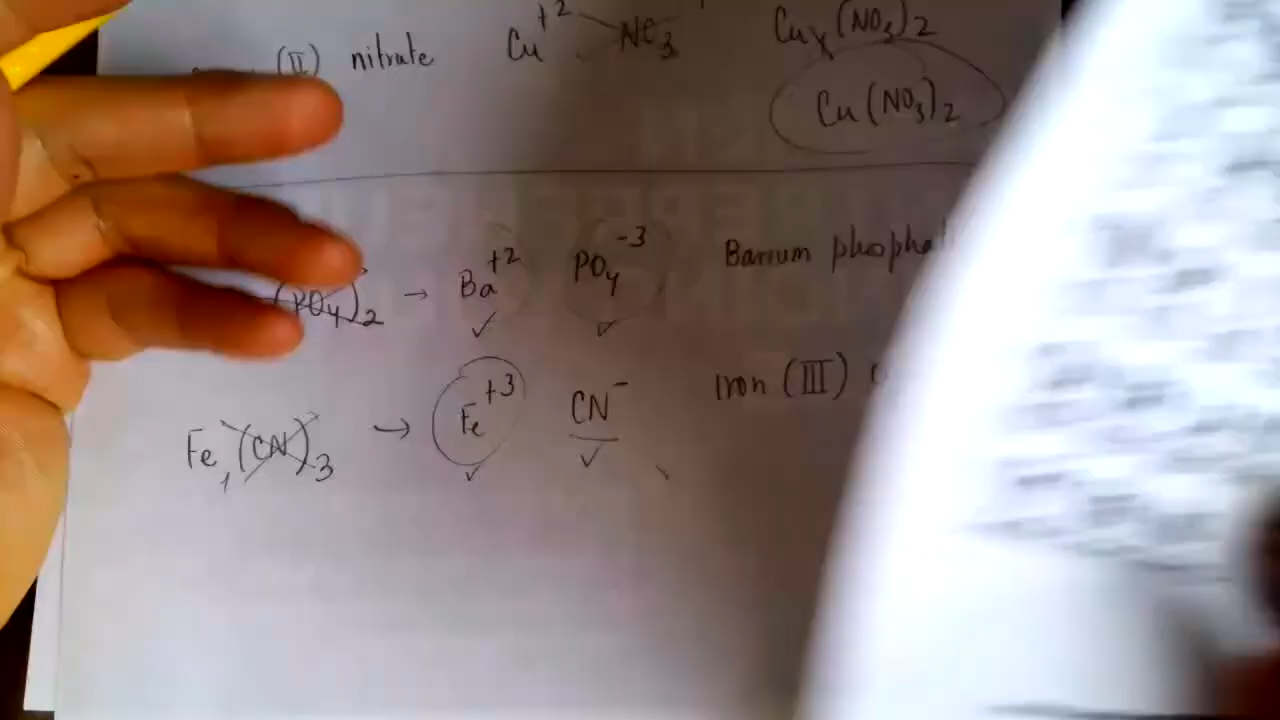 (II) nitrate Cu+2 NO3 Cux(NO3)2
Cu(NO3)2
(PO4)2 → Ba+2 PO4-3 Barium
✓ ✓
Fe1(CN)3 → Fe+3 CN- Iron (III)
✓ ✓